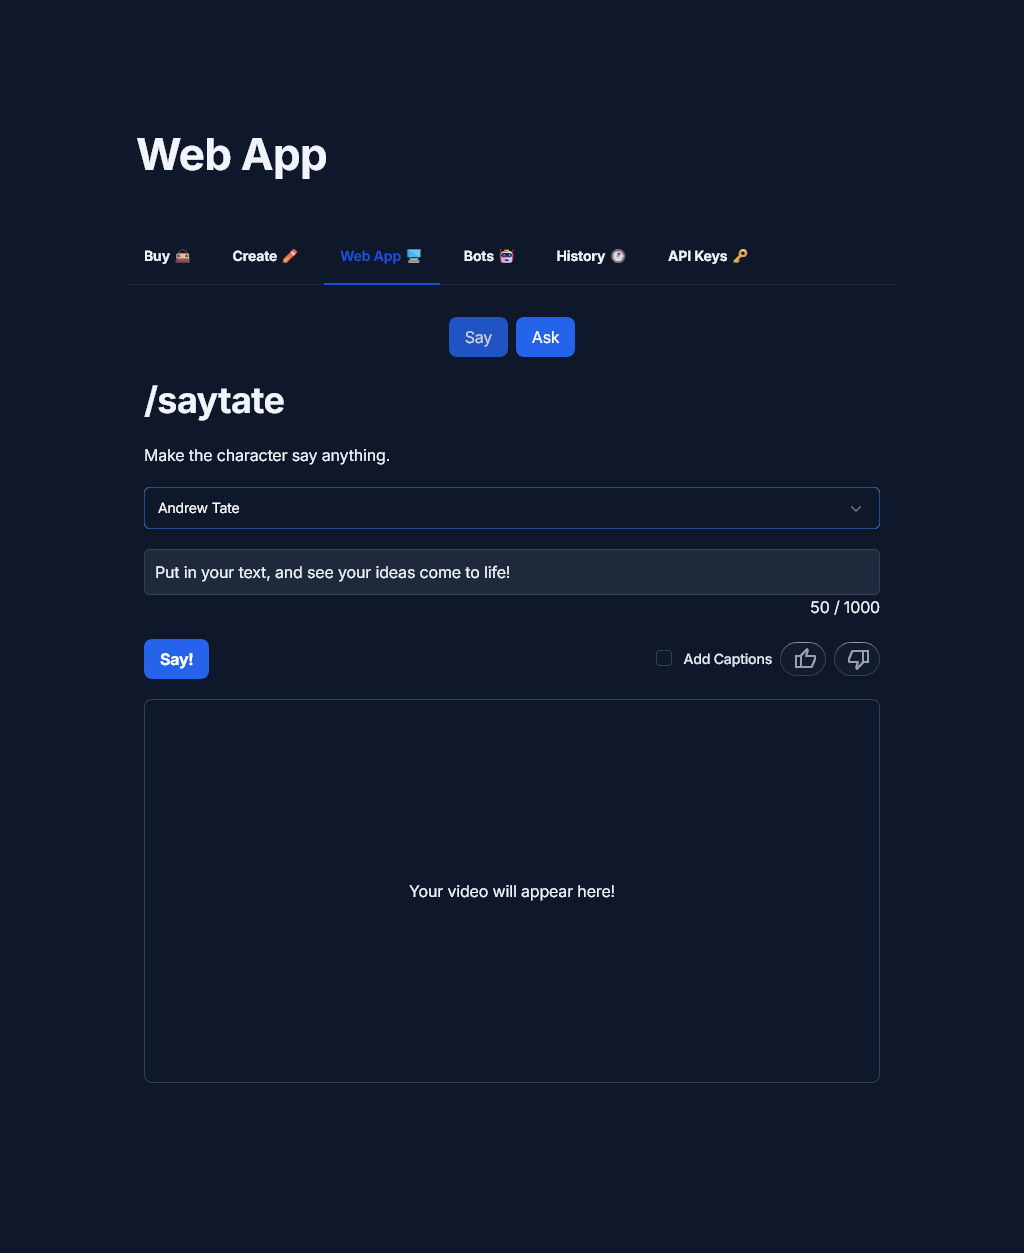 Web App
Buy Create Web App Bots History API Keys
Say Ask
/saytate
Make the character say anything.
Andrew Tate
Put in your text, and see your ideas come to life!
50 / 1000
Say! Add Captions
Your video will appear here!